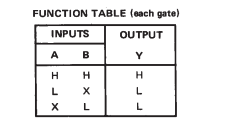 FUNCTION TABLE (each gate)
INPUTS OUTPUT
A B Y
H H H
L X L
X L L